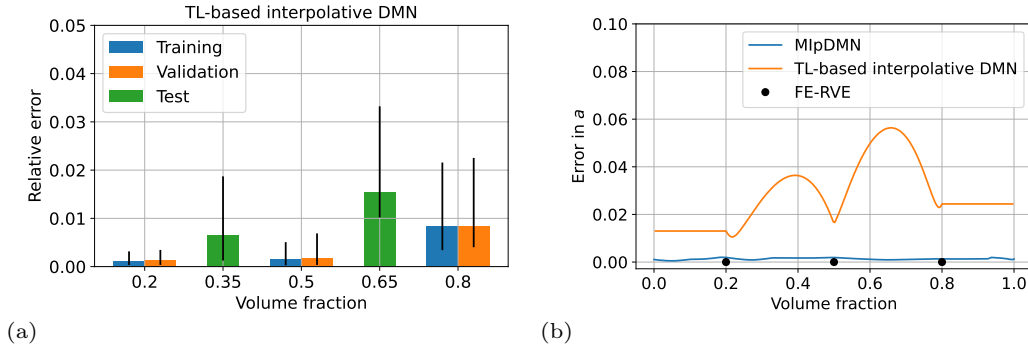 TL-based interpolative DMN
Relative error
0.05
0.04
0.03
0.02
0.01
0.00
Training
Validation
Test
0.2 0.35 0.5 0.65 0.8
Volume fraction
(a)
Error in a
0.10
0.08
0.06
0.04
0.02
0.00
MIpDMN
TL-based interpolative DMN
FE-RVE
0.0 0.2 0.4 0.6 0.8 1.0
Volume fraction
(b)